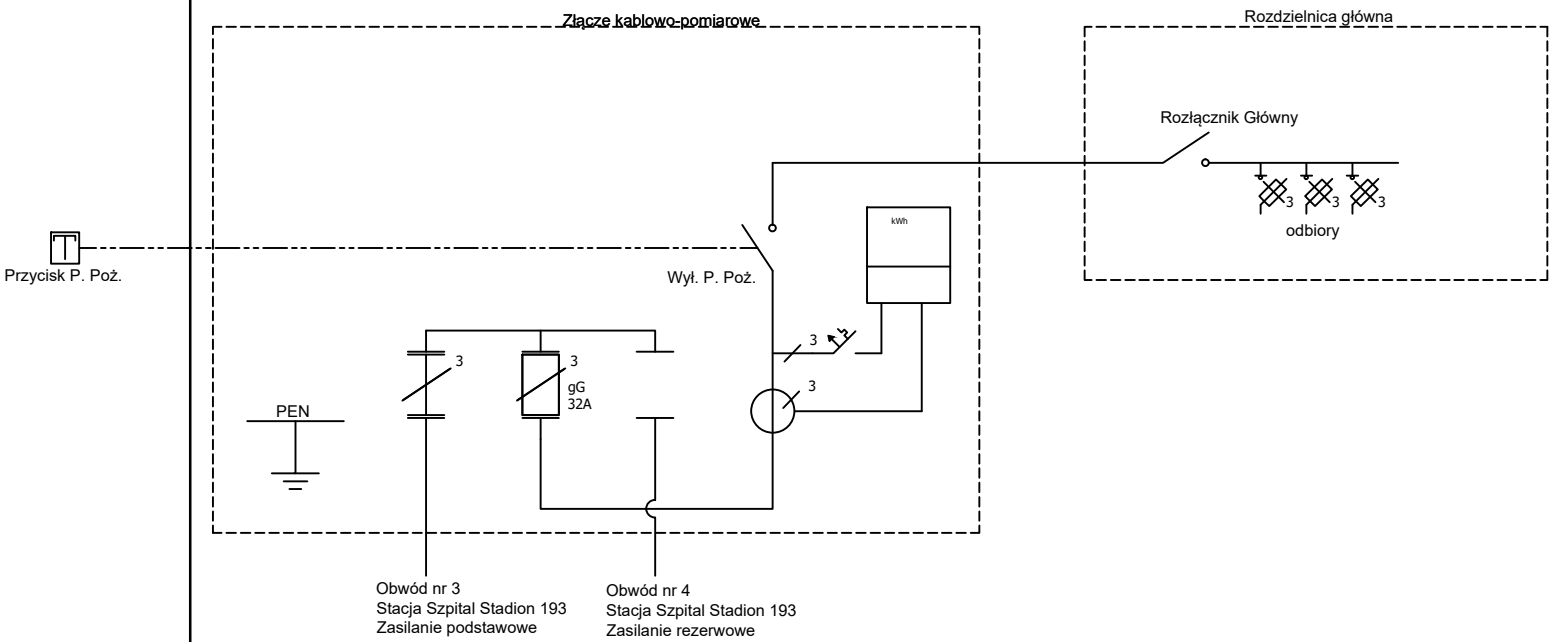 Złącze kablowo-pomiarowe
Rozdzielnica główna
Rozłącznik Główny
3
3
3
odbiory
kWh
Przycisk P. Poż.
Wył. P. Poż.
3
3
3
gG
32A
3
PEN
Obwód nr 3
Stacja Szpital Stadion 193
Zasilanie podstawowe
Obwód nr 4
Stacja Szpital Stadion 193
Zasilanie rezerwowe